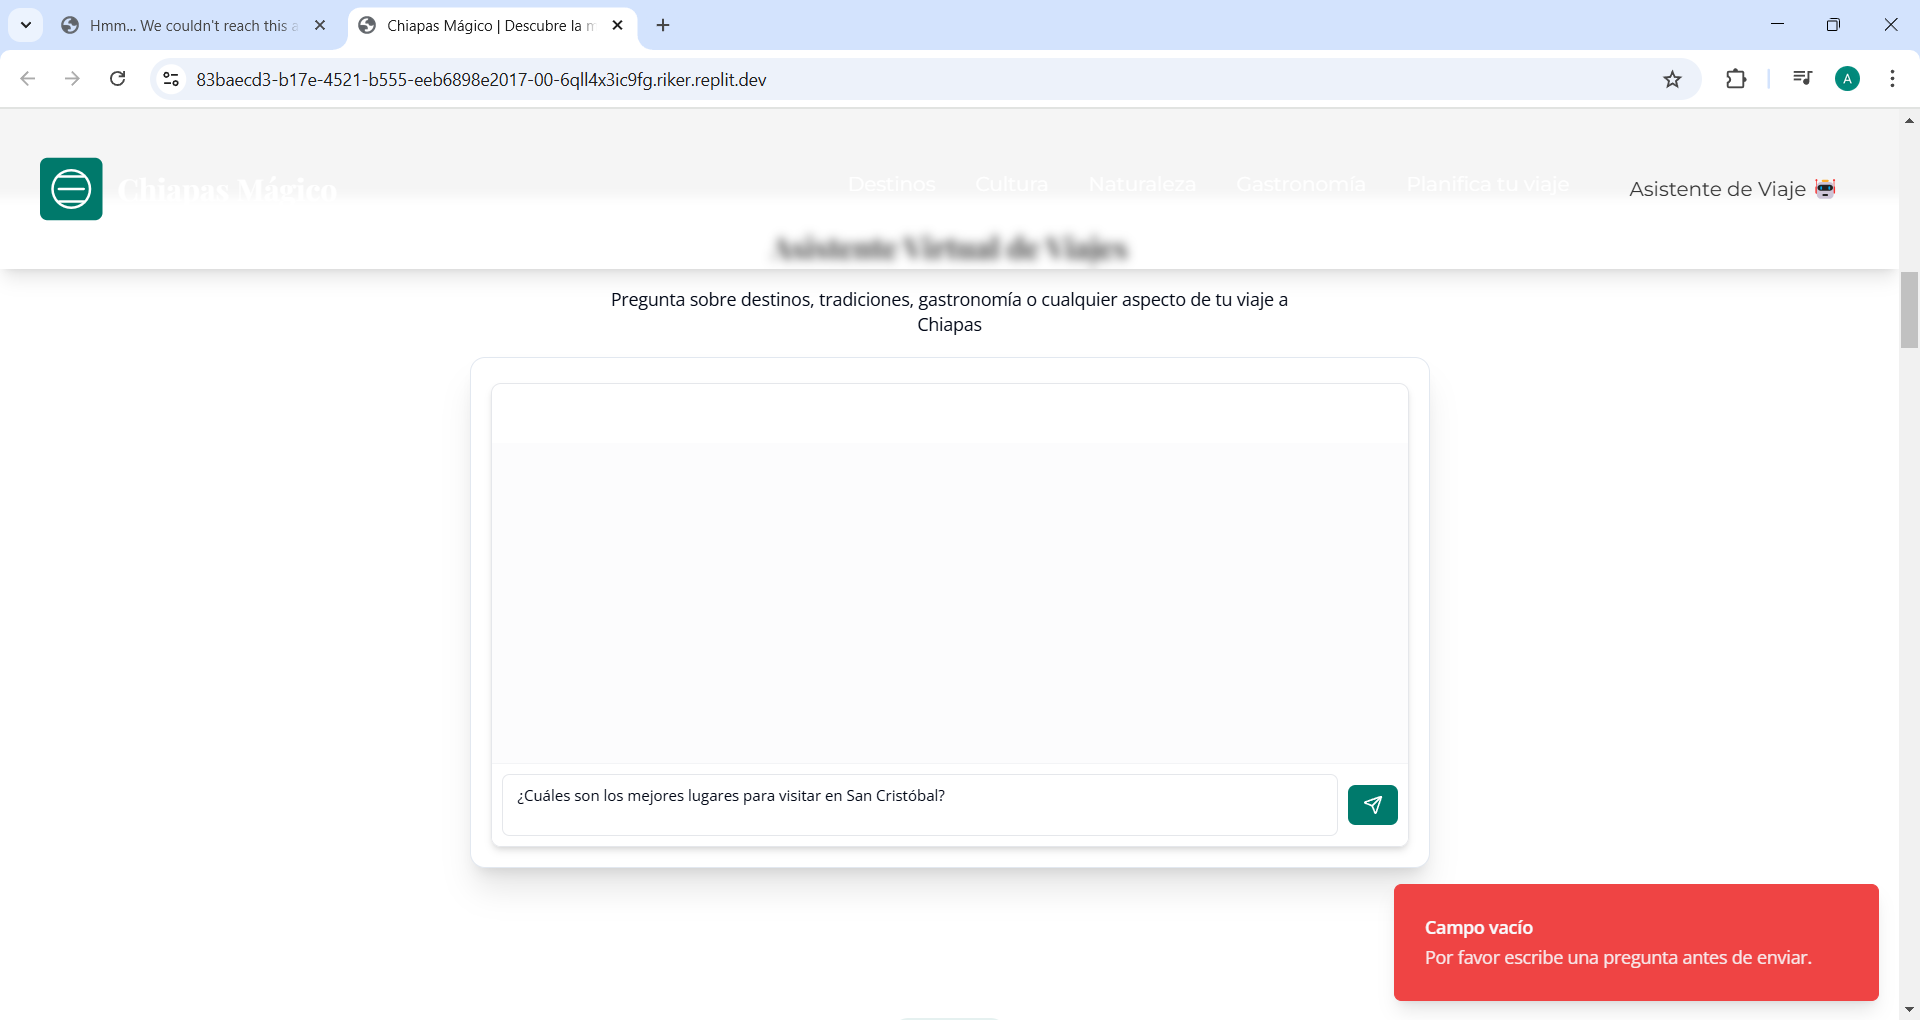 Hmm... We couldn't reach this a
Chiapas Mágico | Descubre la m
83baecd3-b17e-4521-b555-eeb6898e2017-00-6qll4x3ic9fg.riker.replit.dev
A
Chiapas Mágico
Destinos
Cultura
Naturaleza
Gastronomía
Planifica tu viaje
Asistente de Viaje 🤖
Asistente Virtual de Viajes
Pregunta sobre destinos, tradiciones, gastronomía o cualquier aspecto de tu viaje a
Chiapas
¿Cuáles son los mejores lugares para visitar en San Cristóbal?
Campo vacío
Por favor escribe una pregunta antes de enviar.